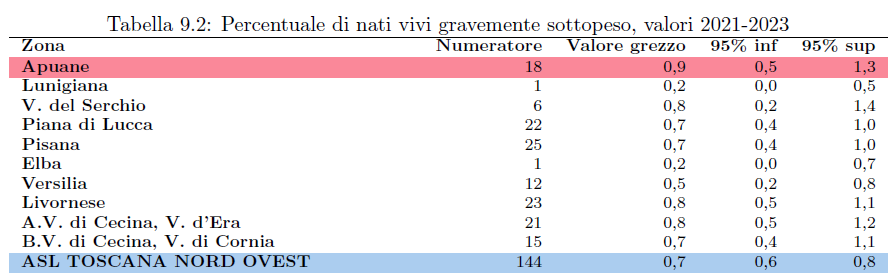 Tabella 9.2: Percentuale di nati vivi gravemente sottopeso, valori 2021-2023
Zona Numeratore Valore grezzo 95% inf 95% sup
Apuane 18 0,9 0,5 1,3
Lunigiana 1 0,2 0,0 0,5
V. del Serchio 6 0,8 0,2 1,4
Piana di Lucca 22 0,7 0,4 1,0
Pisana 25 0,7 0,4 1,0
Elba 1 0,2 0,0 0,7
Versilia 12 0,5 0,2 0,8
Livornese 23 0,8 0,5 1,1
A.V. di Cecina, V. d'Era 21 0,8 0,5 1,2
B.V. di Cecina, V. di Cornia 15 0,7 0,4 1,1
ASL TOSCANA NORD OVEST 144 0,7 0,6 0,8